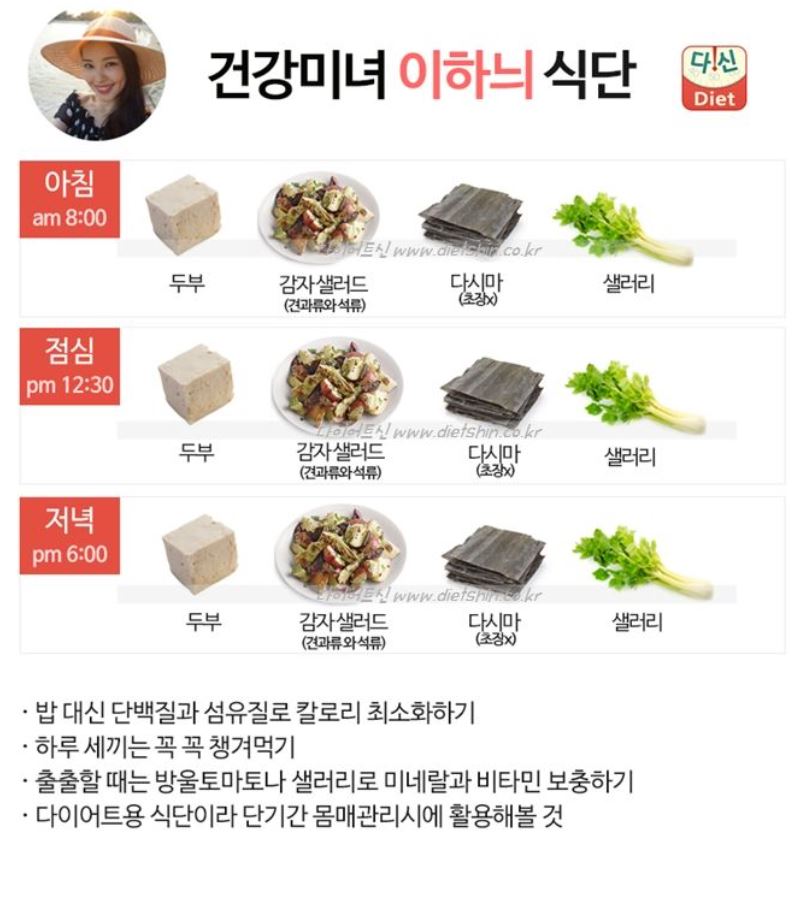 건강미녀 이하늬 식단
다신
Diet
아침
am 8:00
다이어트신 www.dietshin.co.kr
두부
감자 샐러드
(견과류와 석류)
다시마
(초장x)
샐러리
점심
pm 12:30
다이어트신 www.dietshin.co.kr
두부
감자 샐러드
(견과류와 석류)
다시마
(초장x)
샐러리
저녁
pm 6:00
다이어트신 www.dietshin.co.kr
두부
감자 샐러드
(견과류와 석류)
다시마
(초장x)
샐러리
· 밥 대신 단백질과 섬유질로 칼로리 최소화하기
· 하루 세끼는 꼭 꼭 챙겨먹기
· 출출할 때는 방울토마토나 샐러리로 미네랄과 비타민 보충하기
· 다이어트용 식단이라 단기간 몸매관리시에 활용해볼 것